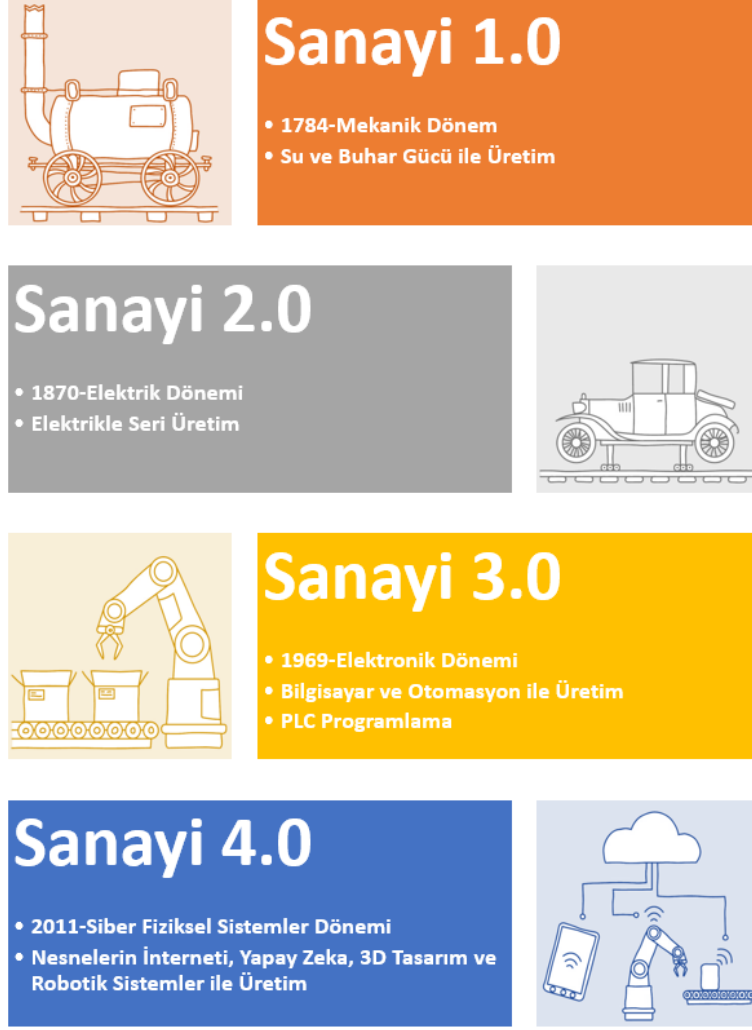 Sanayi 1.0
• 1784-Mekanik Dönem
• Su ve Buhar Gücü ile Üretim
Sanayi 2.0
• 1870-Elektrik Dönemi
• Elektrikle Seri Üretim
Sanayi 3.0
• 1969-Elektronik Dönemi
• Bilgisayar ve Otomasyon ile Üretim
• PLC Programlama
Sanayi 4.0
• 2011-Siber Fiziksel Sistemler Dönemi
• Nesnelerin İnterneti, Yapay Zeka, 3D Tasarım ve
Robotik Sistemler ile Üretim